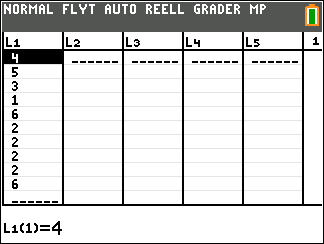 NORMAL FLYT AUTO REELL GRADER MP
L1 L2 L3 L4 L5 1
4 ------ ------ ------ ------
5
3
1
6
2
2
2
2
6
------
L1(1)=4